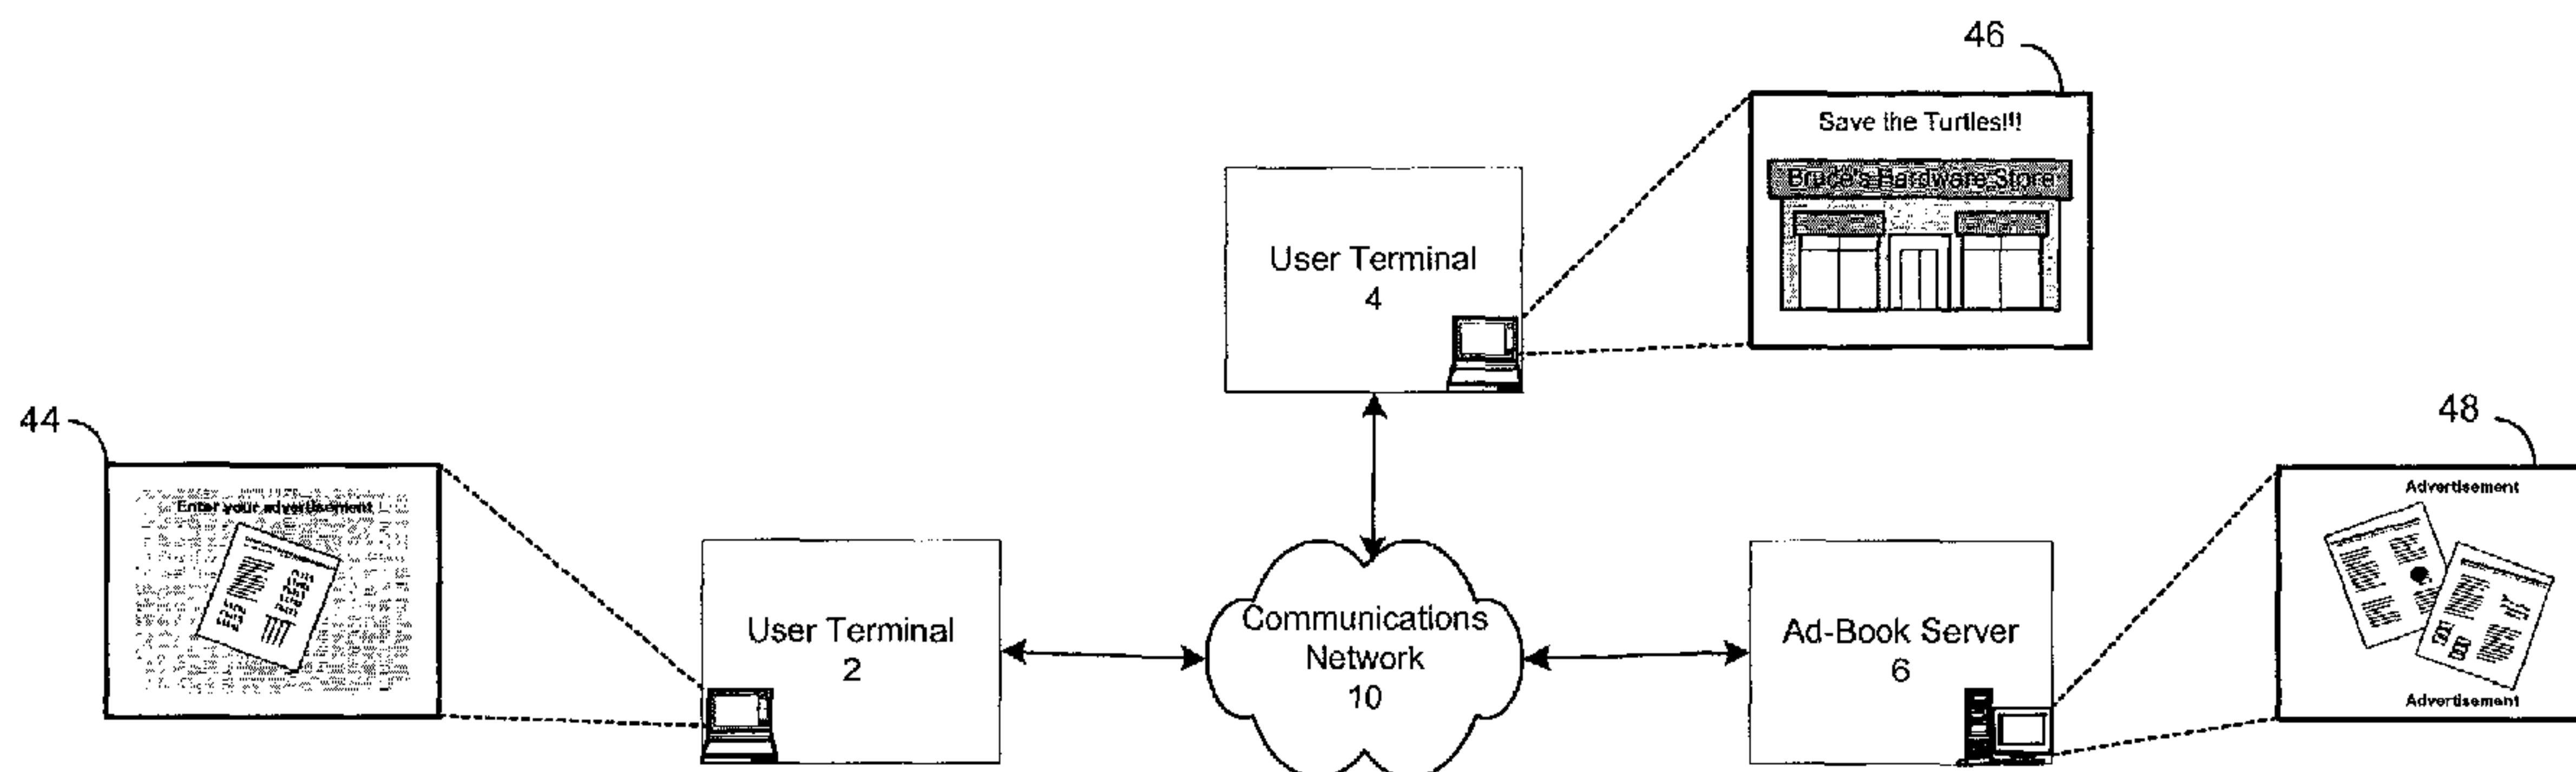 46
Save the Turtles!!!
Bruce's Hardware Store
User Terminal
4
44
Enter your advertisement
User Terminal
2
Communications
Network
10
Ad-Book Server
6
48
Advertisement
Advertisement